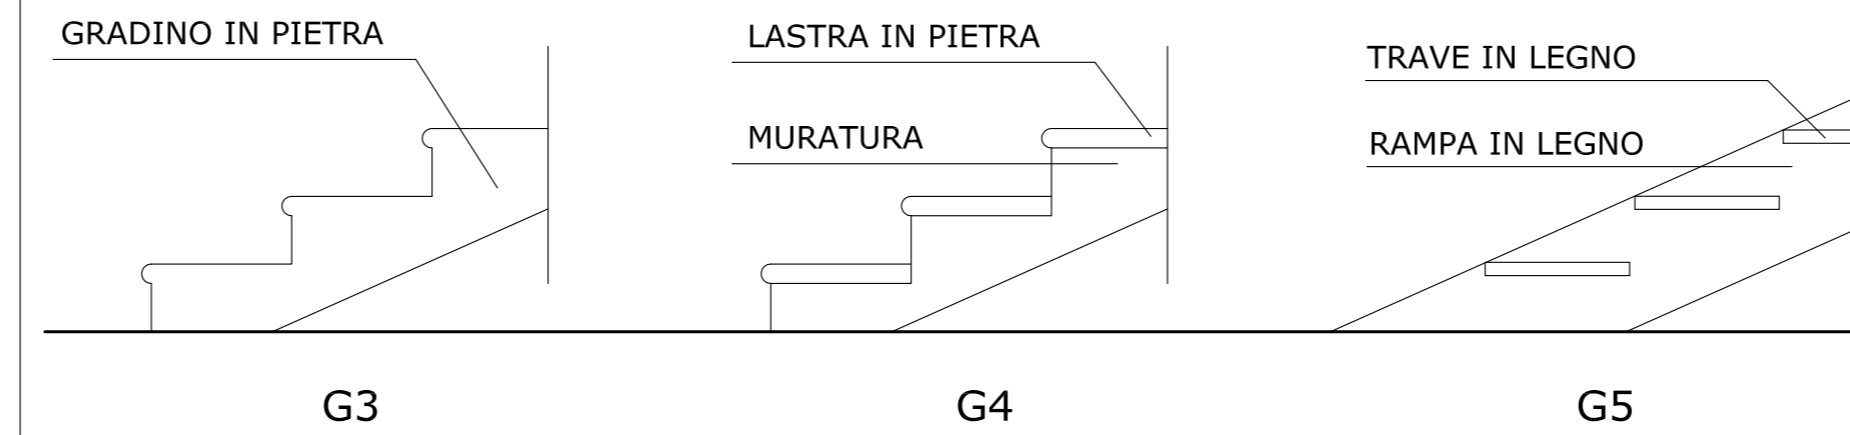 GRADINO IN PIETRA
LASTRA IN PIETRA
MURATURA
TRAVE IN LEGNO
RAMPA IN LEGNO
G3
G4
G5